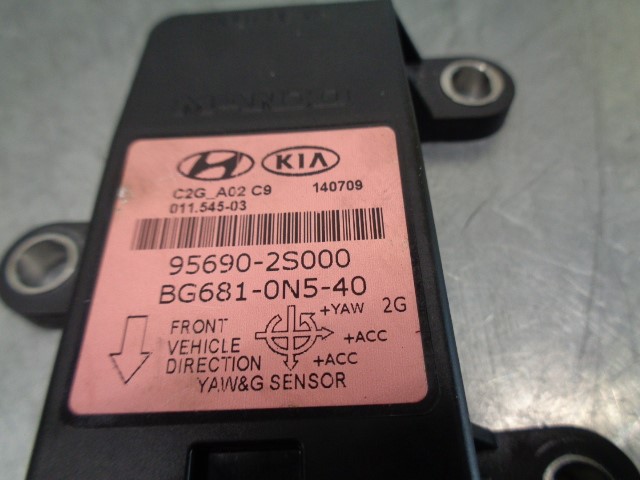 MANDO
KIA
C2G_A02 C9 140709
011.545-03
95690-2S000
BG681-0N5-40
FRONT +YAW 2G
VEHICLE +ACC
DIRECTION +ACC
YAW&G SENSOR